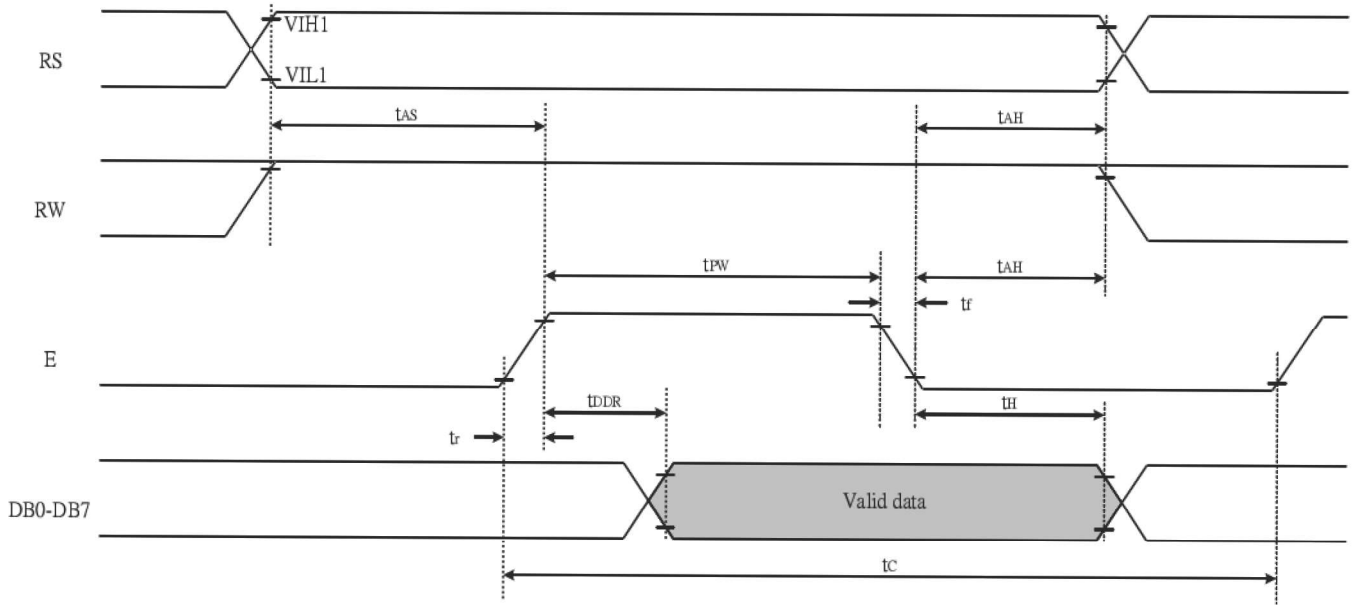 VIH1
RS
VIL1
tAS
tAH
RW
tPW
tAH
tf
E
tDDR
tH
tr
Valid data
DB0-DB7
tC